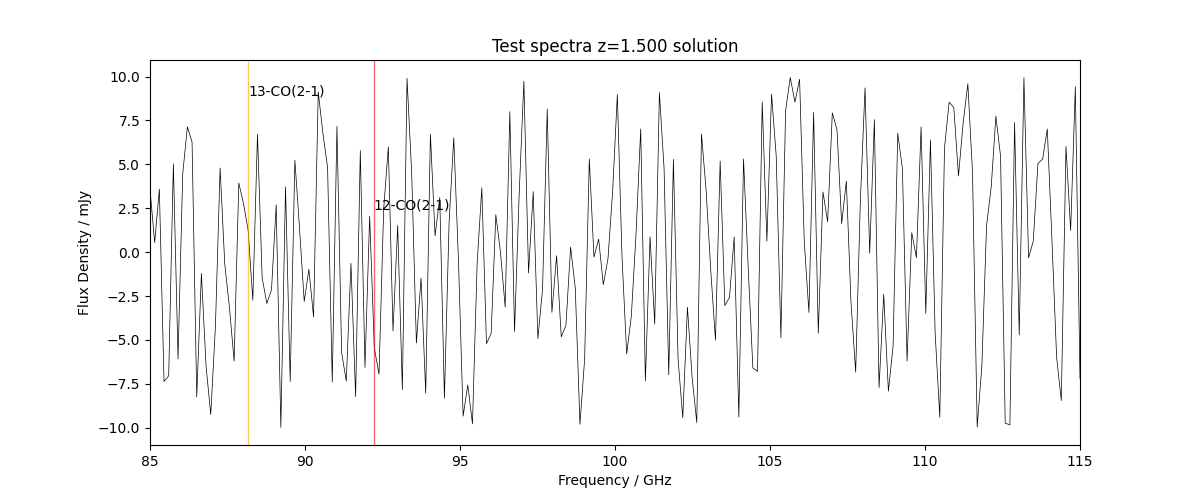 Test spectra z=1.500 solution
10.0
7.5
5.0
2.5
0.0
−2.5
−5.0
−7.5
−10.0
Flux Density / mJy
13-CO(2-1)
12-CO(2-1)
85 90 95 100 105 110 115
Frequency / GHz